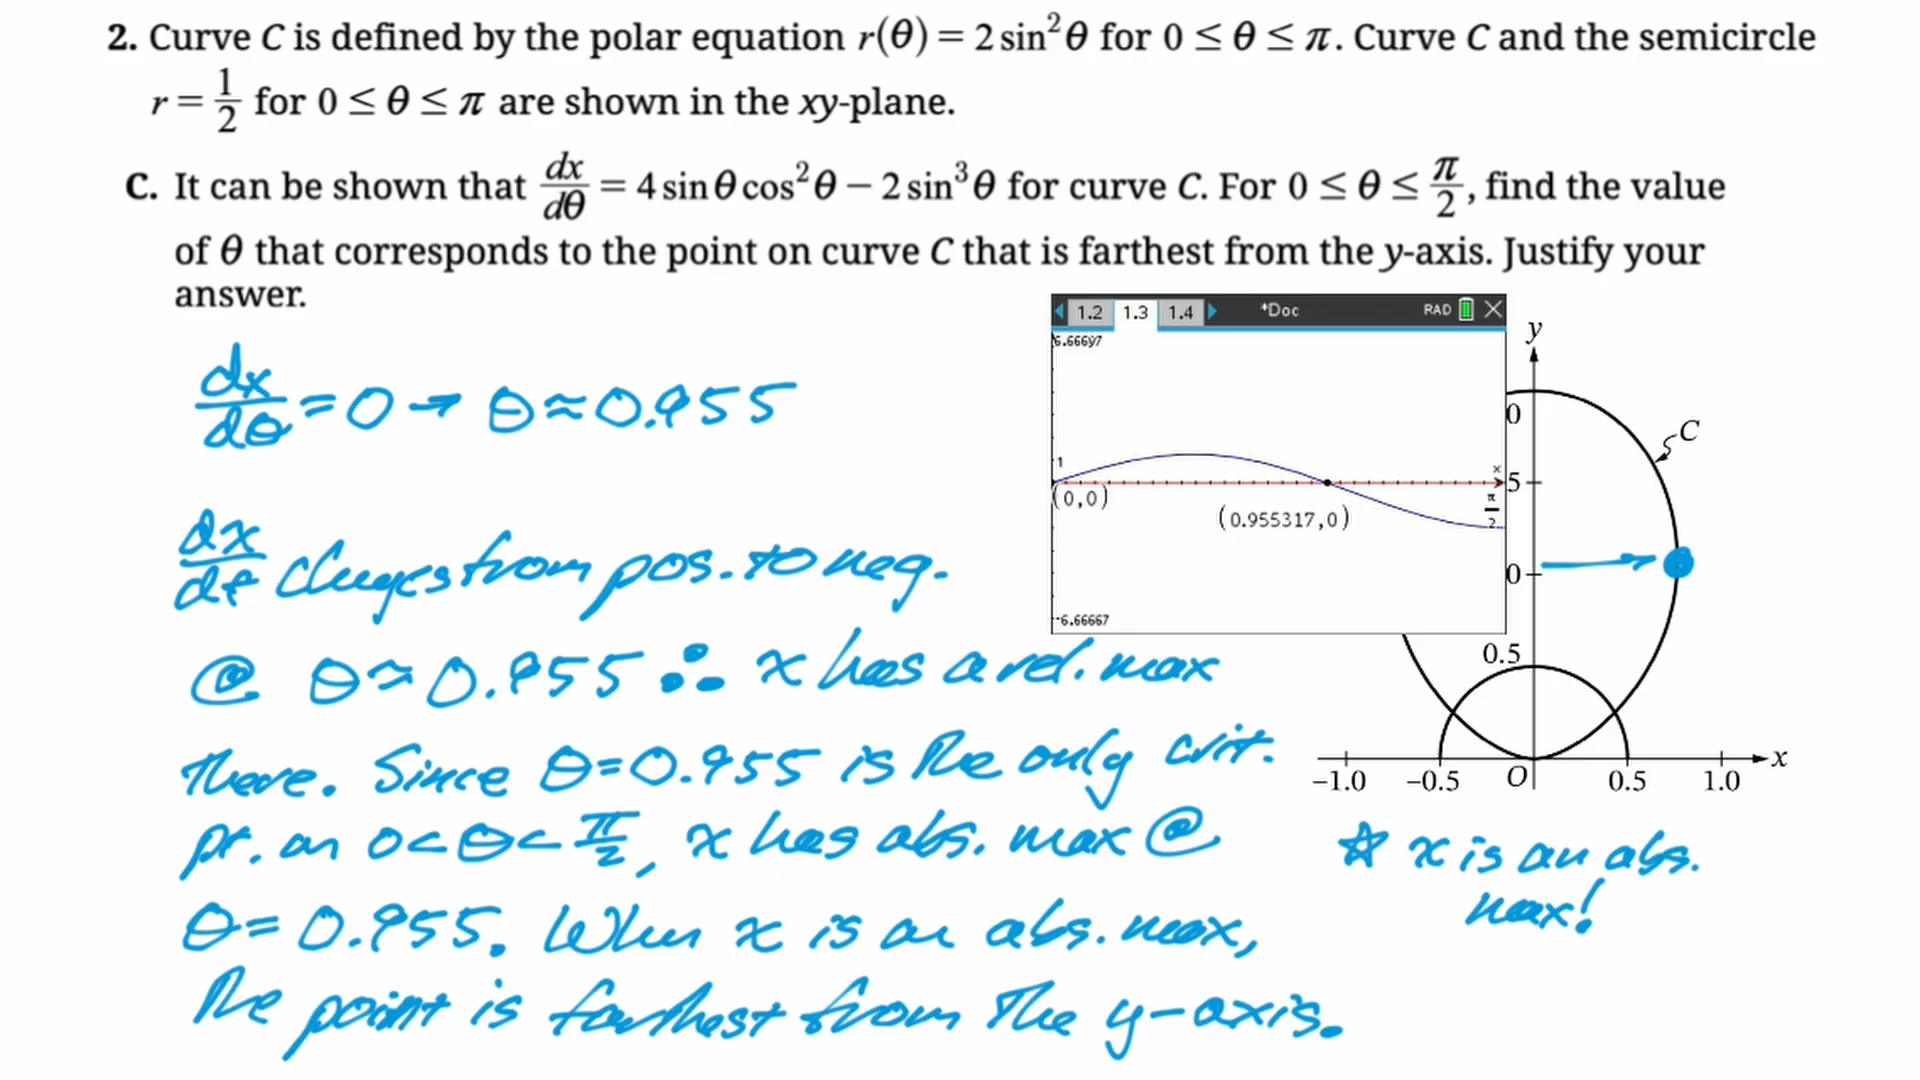 2. Curve C is defined by the polar equation r(θ) = 2 sin²θ for 0 ≤ θ ≤ π. Curve C and the semicircle
r = 1/2 for 0 ≤ θ ≤ π are shown in the xy-plane.
C. It can be shown that dx/dθ = 4 sin θ cos²θ − 2 sin³θ for curve C. For 0 ≤ θ ≤ π/2, find the value
of θ that corresponds to the point on curve C that is farthest from the y-axis. Justify your
answer.
dx/dθ = 0 → θ ≈ 0.955
dx/dt changes from pos. to neg.
@ θ ≈ 0.955 ∴ x has a rel. max
there. Since θ = 0.955 is the only crit.
pt. on 0 < θ < π/2, x has abs. max @
θ = 0.955. When x is an abs. max,
the point is farthest from the y-axis.
1.2 1.3 1.4 *Doc RAD
6.66667
1
x
(0,0)
(0.955317,0)
π/2
-6.66667
y
0
C
5
0
0.5
x
−1.0 −0.5 O 0.5 1.0
☆ x is an abs.
max!